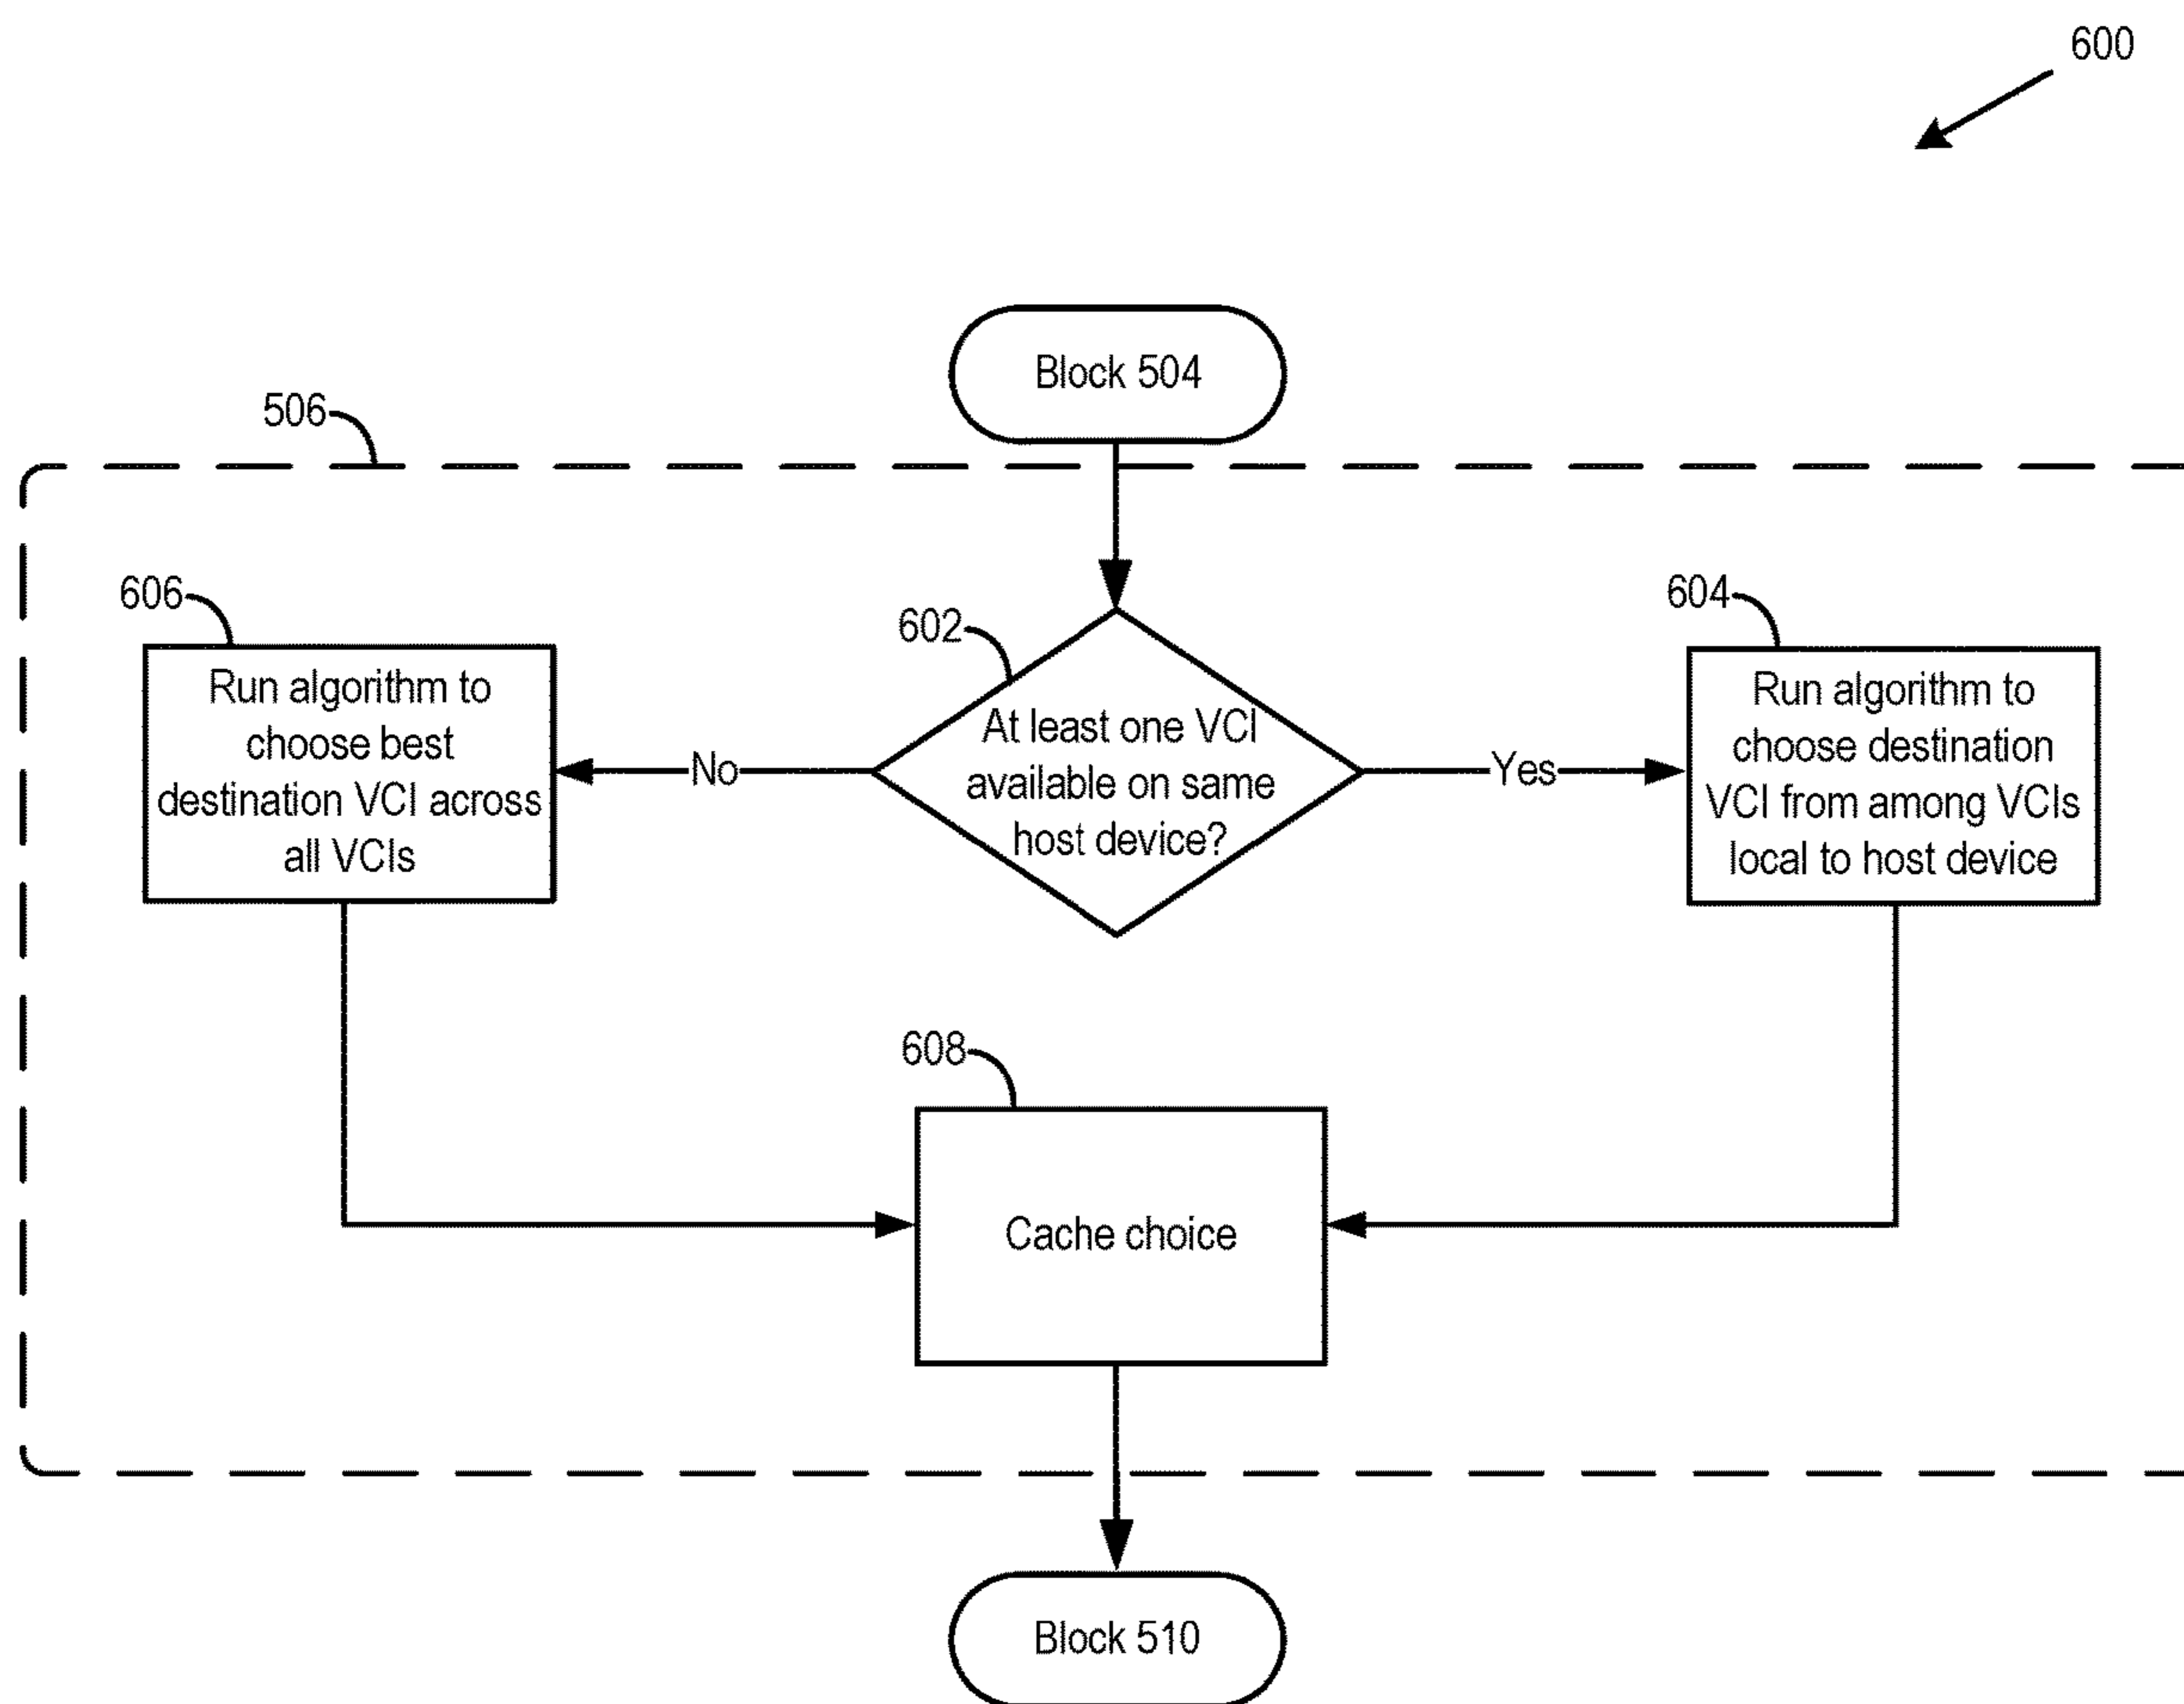 600
Block 504
506
606
Run algorithm to
choose best
destination VCI across
all VCIs
No
602
At least one VCI
available on same
host device?
Yes
604
Run algorithm to
choose destination
VCI from among VCIs
local to host device
608
Cache choice
Block 510